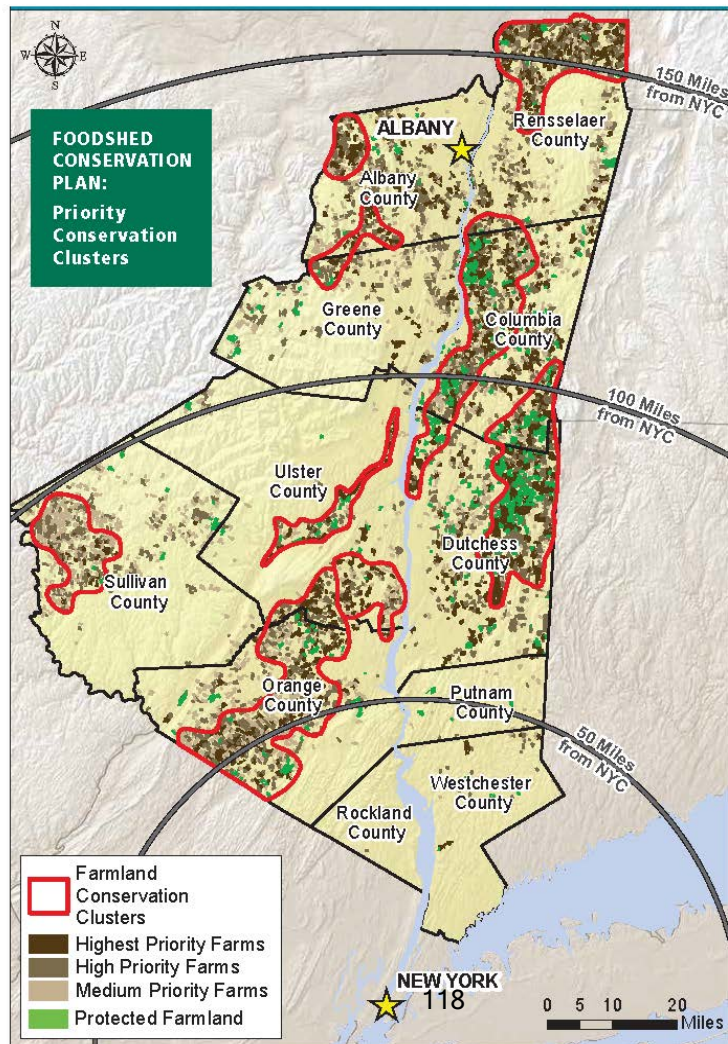 N
W E
S
150 Miles
from NYC
FOODSHED
CONSERVATION
PLAN:
Priority
Conservation
Clusters
ALBANY
Rensselaer
County
Albany
County
Greene
County
Columbia
County
100 Miles
from NYC
Ulster
County
Sullivan
County
Dutchess
County
Orange
County
Putnam
County
50 Miles
from NYC
Westchester
County
Rockland
County
Farmland
Conservation
Clusters
Highest Priority Farms
High Priority Farms
Medium Priority Farms
Protected Farmland
NEW YORK
118
0 5 10 20
Miles